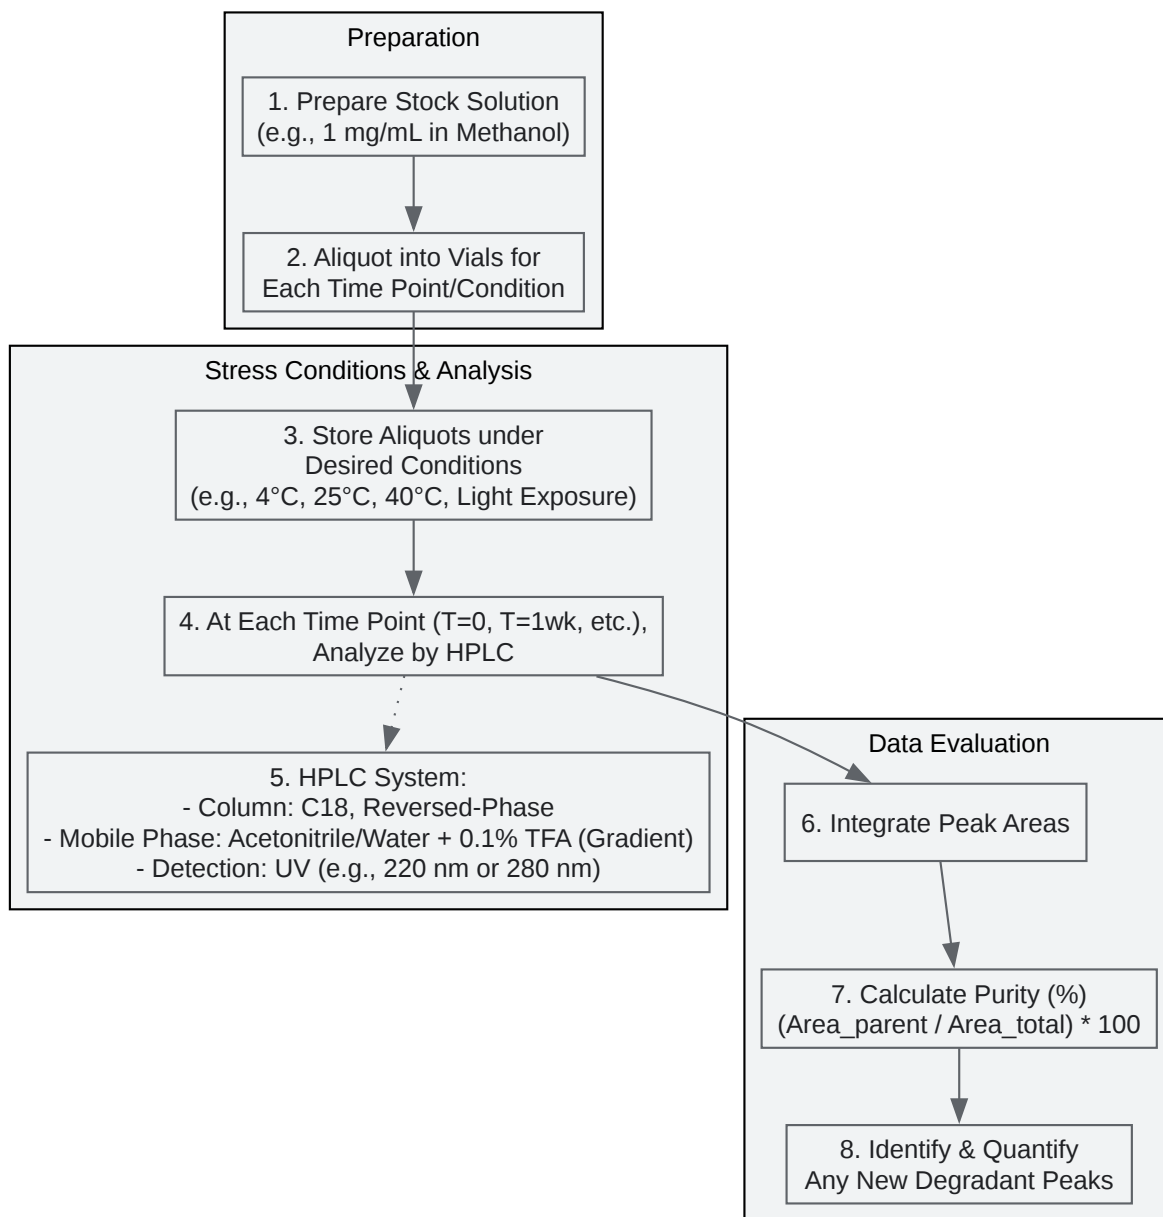 Preparation
1. Prepare Stock Solution
(e.g., 1 mg/mL in Methanol)
2. Aliquot into Vials for
Each Time Point/Condition
Stress Conditions & Analysis
3. Store Aliquots under
Desired Conditions
(e.g., 4°C, 25°C, 40°C, Light Exposure)
4. At Each Time Point (T=0, T=1wk, etc.),
Analyze by HPLC
5. HPLC System:
- Column: C18, Reversed-Phase
- Mobile Phase: Acetonitrile/Water + 0.1% TFA (Gradient)
- Detection: UV (e.g., 220 nm or 280 nm)
Data Evaluation
6. Integrate Peak Areas
7. Calculate Purity (%)
(Area_parent / Area_total) * 100
8. Identify & Quantify
Any New Degradant Peaks